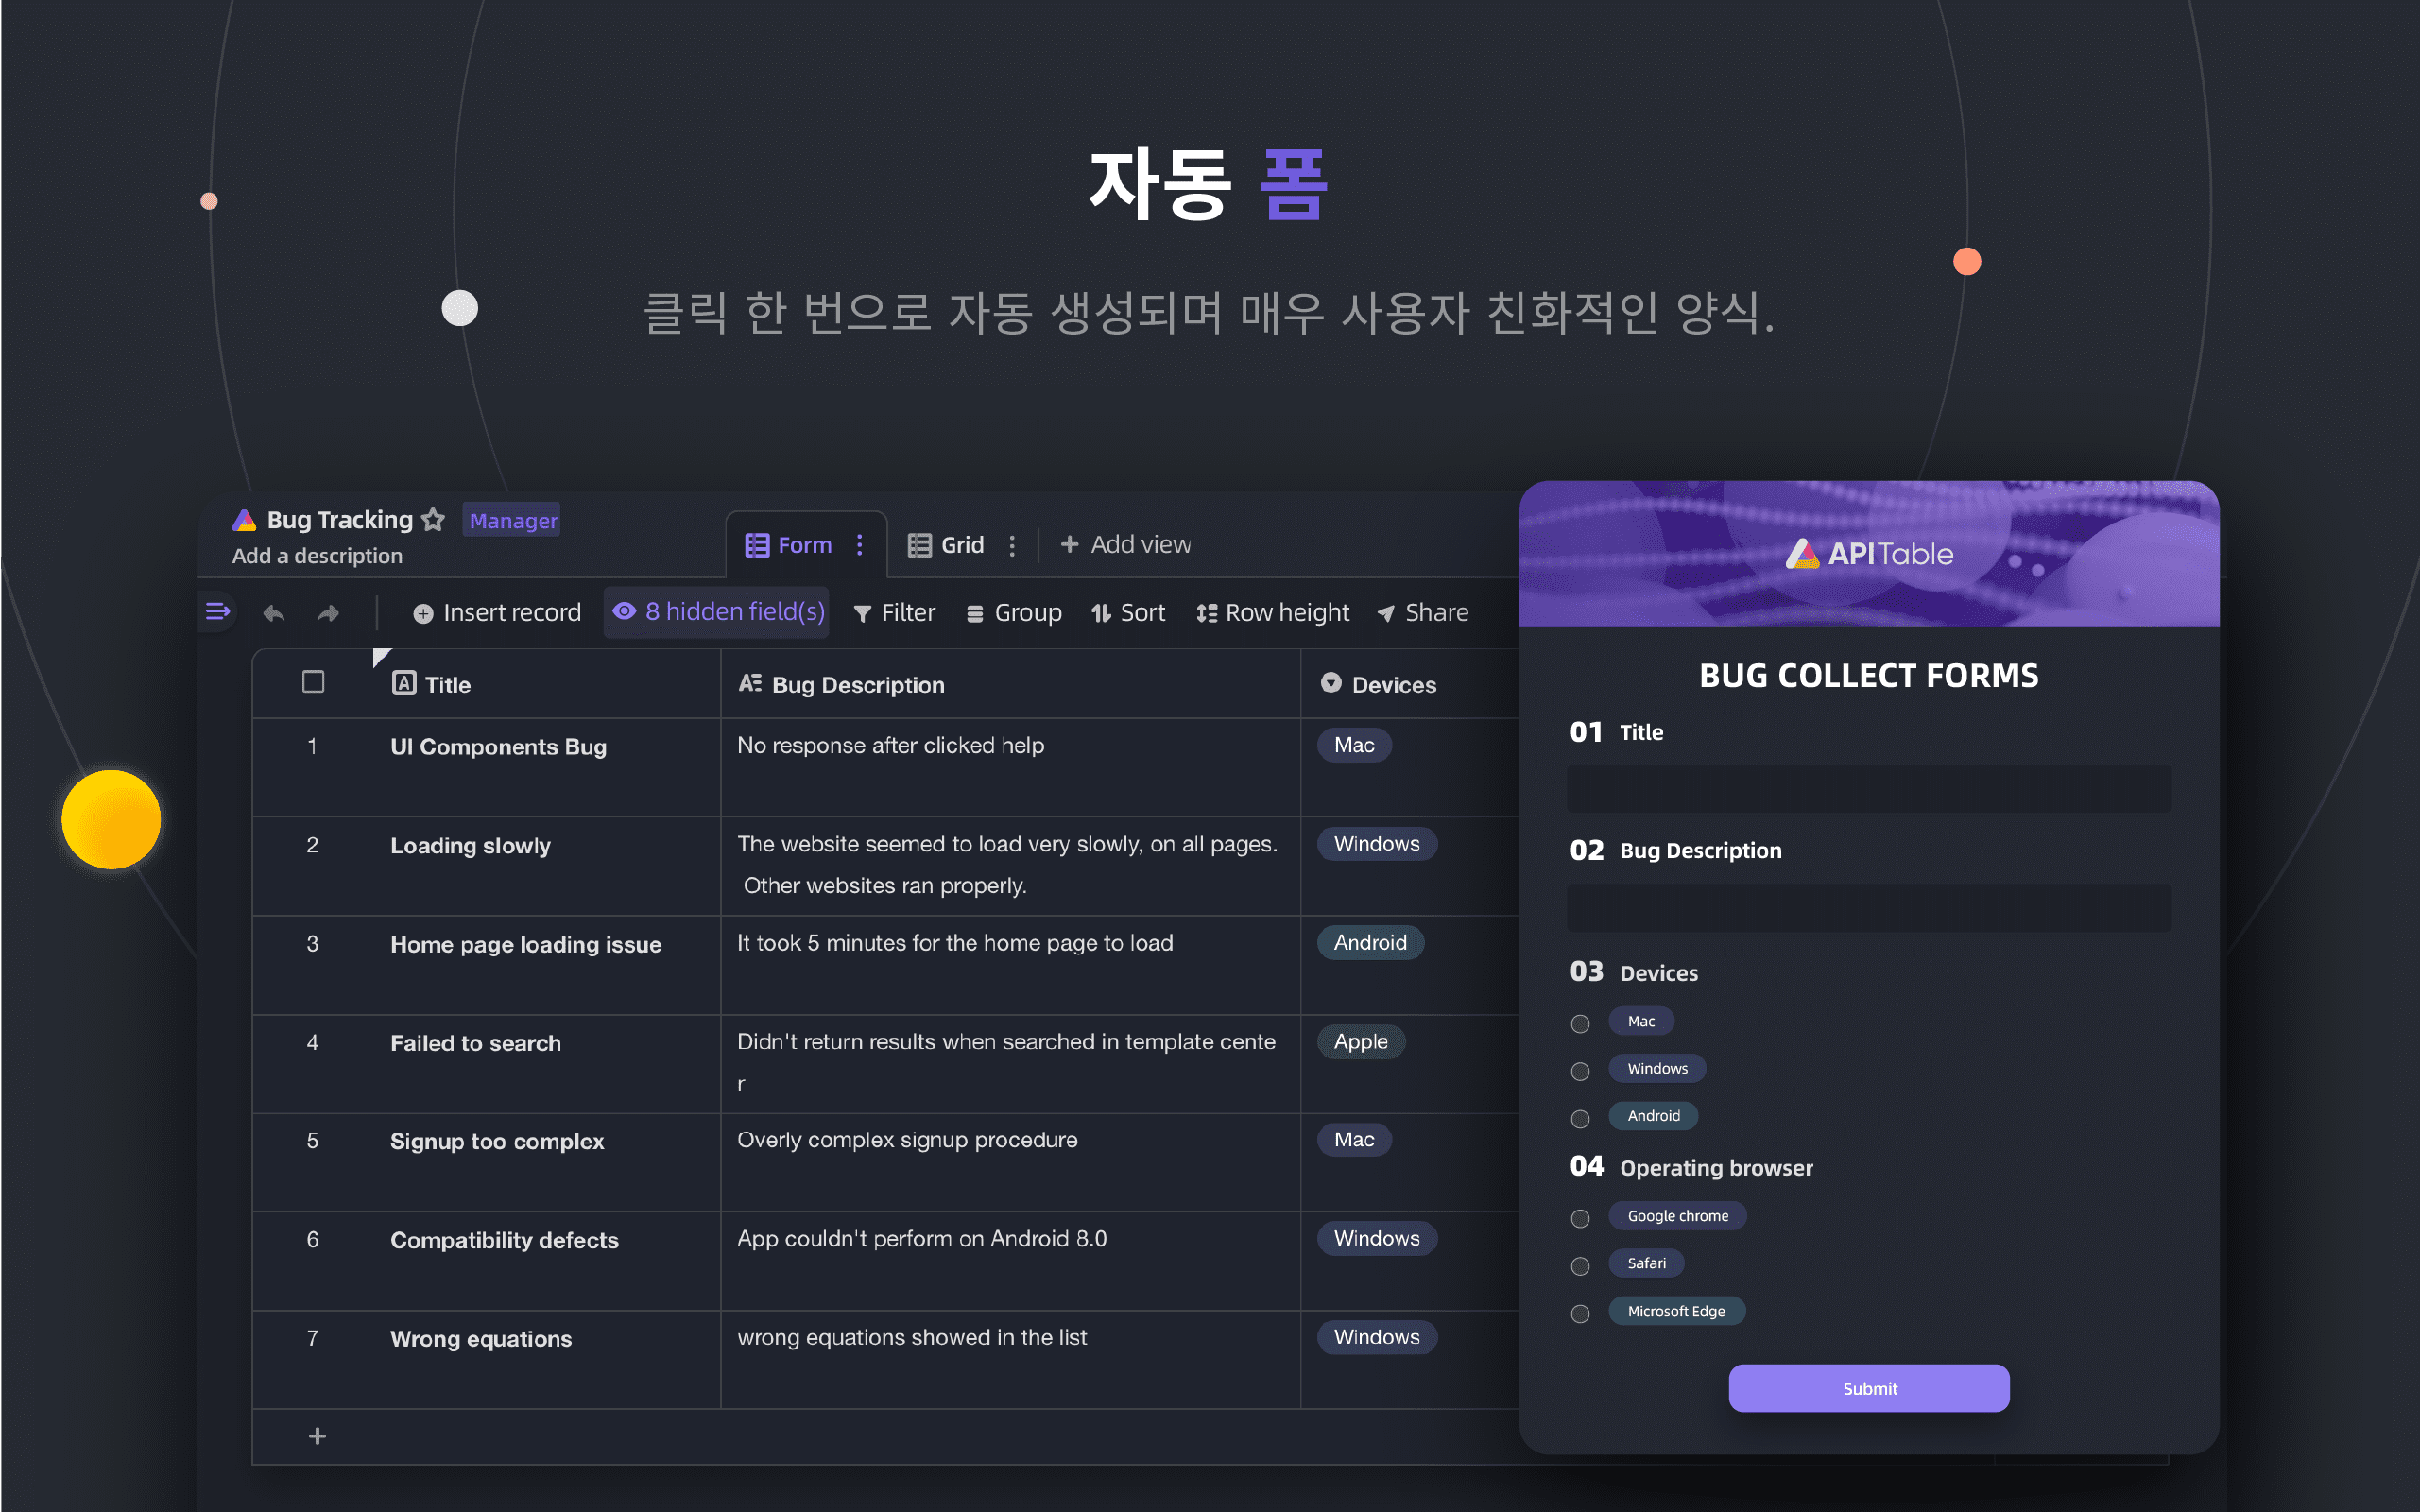 자동 폼
클릭 한 번으로 자동 생성되며 매우 사용자 친화적인 양식.
Bug Tracking Manager
Add a description
Form Grid + Add view
Insert record 8 hidden field(s) Filter Group Sort Row height Share
Title Bug Description Devices
1 UI Components Bug No response after clicked help Mac
2 Loading slowly The website seemed to load very slowly, on all pages. Windows
Other websites ran properly.
3 Home page loading issue It took 5 minutes for the home page to load Android
4 Failed to search Didn't return results when searched in template cente Apple
r
5 Signup too complex Overly complex signup procedure Mac
6 Compatibility defects App couldn't perform on Android 8.0 Windows
7 Wrong equations wrong equations showed in the list Windows
+
APITable
BUG COLLECT FORMS
01 Title
02 Bug Description
03 Devices
Mac
Windows
Android
04 Operating browser
Google chrome
Safari
Microsoft Edge
Submit